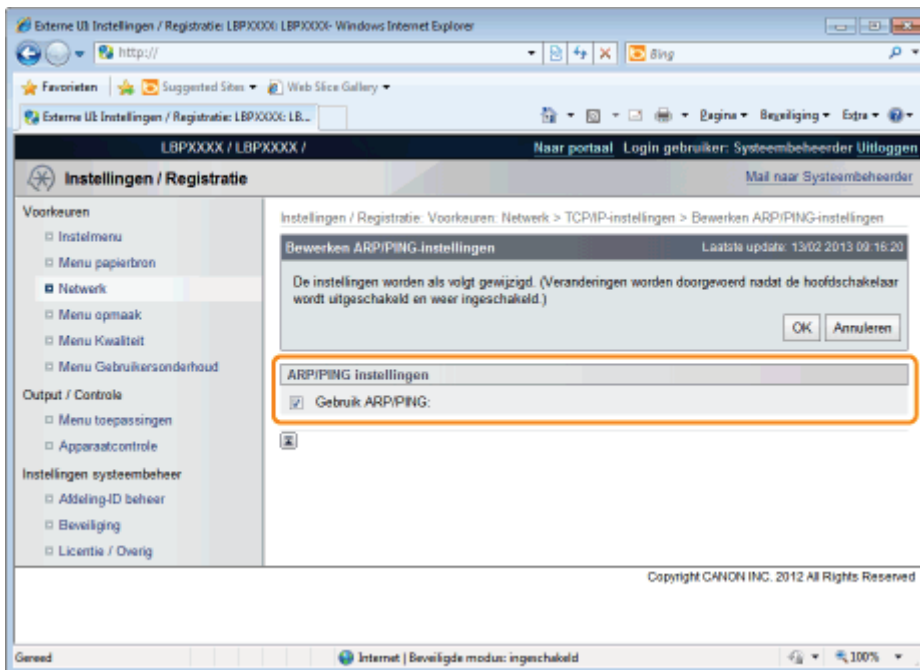 Externe UI: Instellingen / Registratie: LBPXXXX: LBPXXXX- Windows Internet Explorer
http://
Bing
Favorieten Suggested Sites Web Slice Gallery
Externe UI: Instellingen / Registratie: LBPXXXX: LB...
Pagina Beveiliging Extra
LBPXXXX / LBPXXXX /
Naar portaal Login gebruiker: Systeembeheerder Uitloggen
Instellingen / Registratie
Mail naar Systeembeheerder
Voorkeuren
Instelmenu
Menu papierbron
Netwerk
Menu opmaak
Menu Kwaliteit
Menu Gebruikersonderhoud
Output / Controle
Menu toepassingen
Apparaatcontrole
Instellingen systeembeheer
Afdeling-ID beheer
Beveiliging
Licentie / Overig
Instellingen / Registratie: Voorkeuren: Netwerk > TCP/IP-instellingen > Bewerken ARP/PING-instellingen
Bewerken ARP/PING-instellingen
Laatste update: 13/02 2013 09:16:20
De instellingen worden als volgt gewijzigd. (Veranderingen worden doorgevoerd nadat de hoofdschakelaar
wordt uitgeschakeld en weer ingeschakeld.)
OK Annuleren
ARP/PING instellingen
Gebruik ARP/PING:
Copyright CANON INC. 2012 All Rights Reserved
Gereed
Internet | Beveiligde modus: ingeschakeld
100%